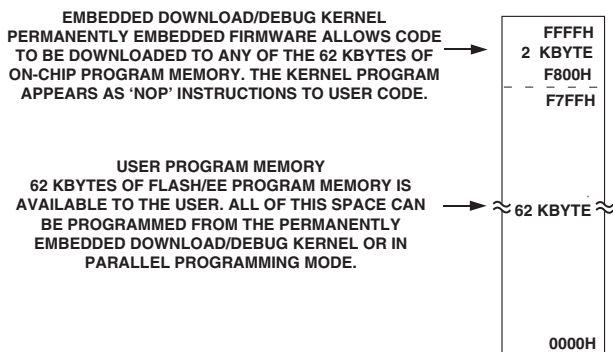 EMBEDDED DOWNLOAD/DEBUG KERNEL
PERMANENTLY EMBEDDED FIRMWARE ALLOWS CODE
TO BE DOWNLOADED TO ANY OF THE 62 KBYTES OF
ON-CHIP PROGRAM MEMORY. THE KERNEL PROGRAM
APPEARS AS ‘NOP’ INSTRUCTIONS TO USER CODE.
FFFFH
2 KBYTE
F800H
F7FFH
USER PROGRAM MEMORY
62 KBYTES OF FLASH/EE PROGRAM MEMORY IS
AVAILABLE TO THE USER. ALL OF THIS SPACE CAN
BE PROGRAMMED FROM THE PERMANENTLY
EMBEDDED DOWNLOAD/DEBUG KERNEL OR IN
PARALLEL PROGRAMMING MODE.
62 KBYTE
0000H